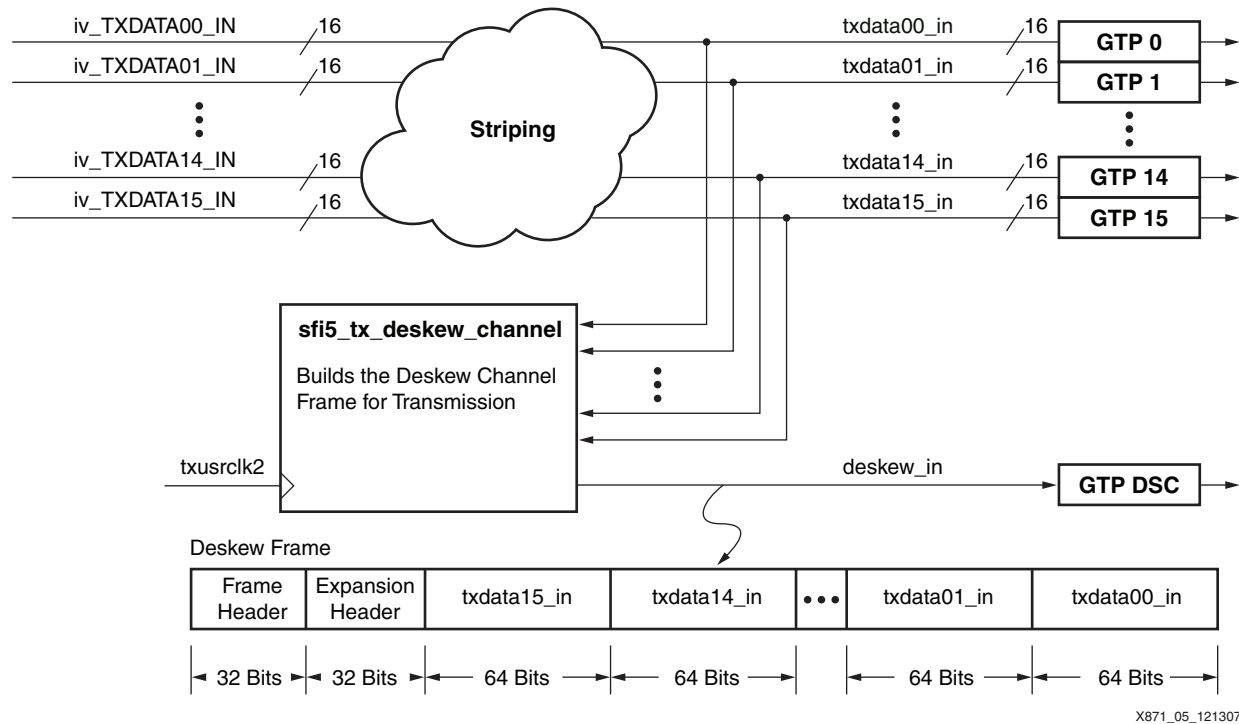 iv_TXDATA00_IN 16 txdata00_in 16 GTP 0
iv_TXDATA01_IN 16 txdata01_in 16 GTP 1
Striping
iv_TXDATA14_IN 16 txdata14_in 16 GTP 14
iv_TXDATA15_IN 16 txdata15_in 16 GTP 15
sfi5_tx_deskew_channel
Builds the Deskew Channel
Frame for Transmission
txusrclk2 deskew_in GTP DSC
Deskew Frame
Frame
Header
Expansion
Header
txdata15_in txdata14_in txdata01_in txdata00_in
32 Bits 32 Bits 64 Bits 64 Bits 64 Bits 64 Bits
X871_05_121307